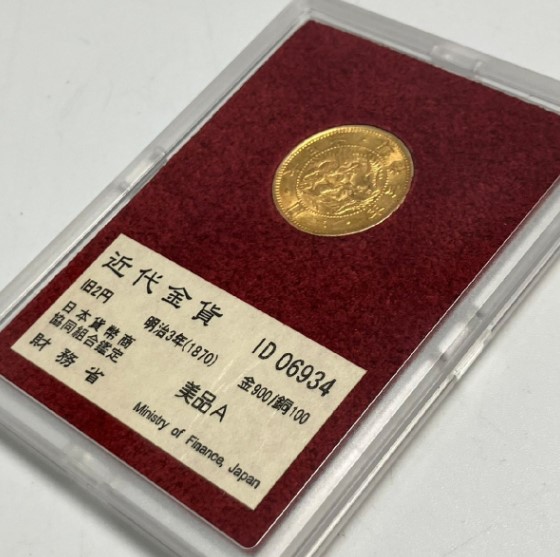 近代金貨
ID 06934
旧2円
明治3年(1870)
金900/銅100
日本貨幣商
協同組合鑑定
美品A
財務省
Ministry of Finance, Japan